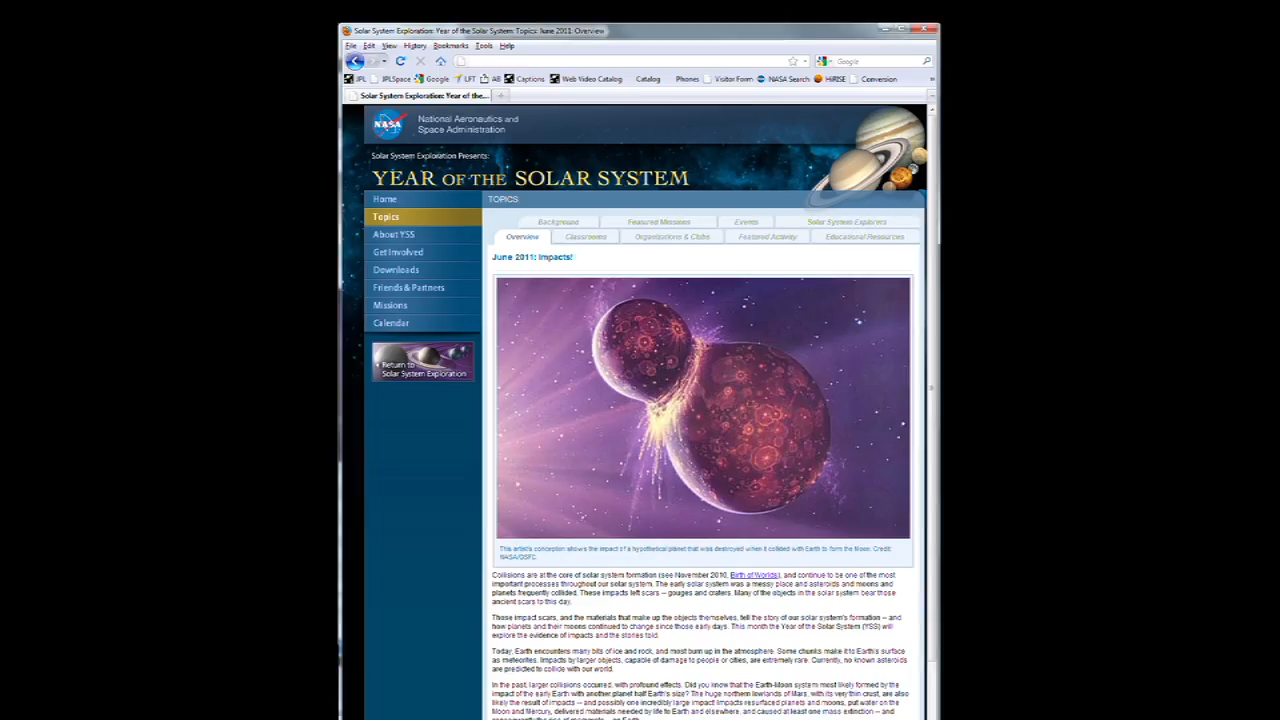 Solar System Exploration: Year of the Solar System: Topics: June 2011: Overview
File Edit View History Bookmarks Tools Help
Google
JPL JPLSpace Google LFT AB Captions Web Video Catalog Catalog Phones Visitor Form NASA Search HiRISE Conversion »
Solar System Exploration: Year of the...
NASA
National Aeronautics and
Space Administration
Solar System Exploration Presents:
YEAR OF THE SOLAR SYSTEM
Home
Topics
About YSS
Get Involved
Downloads
Friends & Partners
Missions
Calendar
Return to
Solar System Exploration
TOPICS
Background Featured Missions Events Solar System Explorers
Overview Classrooms Organizations & Clubs Featured Activity Educational Resources
June 2011: Impacts!
This artist's conception shows the impact of a hypothetical planet that was destroyed when it collided with Earth to form the Moon. Credit:
NASA/GSFC.
Collisions are at the core of solar system formation (see November 2010, Birth of Worlds), and continue to be one of the most
important processes throughout our solar system. The early solar system was a messy place and asteroids and moons and
planets frequently collided. These impacts left scars -- gouges and craters. Many of the objects in the solar system bear those
ancient scars to this day.
These impact scars, and the materials that make up the objects themselves, tell the story of our solar system's formation -- and
how planets and their moons continued to change since those early days. This month the Year of the Solar System (YSS) will
explore the evidence of impacts and the stories told.
Today, Earth encounters many bits of ice and rock, and most burn up in the atmosphere. Some chunks make it to Earth's surface
as meteorites. Impacts by larger objects, capable of damage to people or cities, are extremely rare. Currently, no known asteroids
are predicted to collide with our world.
In the past, larger collisions occurred, with profound effects. Did you know that the Earth-Moon system most likely formed by the
impact of the early Earth with another planet half Earth's size? The huge northern lowlands of Mars, with its very thin crust, are also
likely the result of impacts -- and possibly one incredibly large impact! Impacts resurfaced planets and moons, put water on the
Moon and Mercury, delivered materials needed by life to Earth and elsewhere, and caused at least one mass extinction -- and